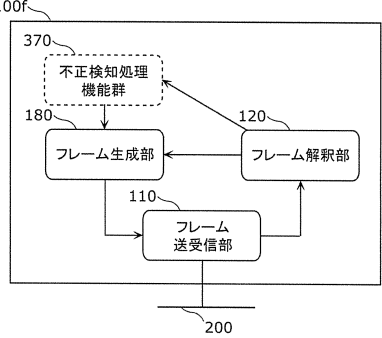 100f
370
不正検知処理
機能群
180
120
フレーム生成部
フレーム解釈部
110
フレーム
送受信部
200